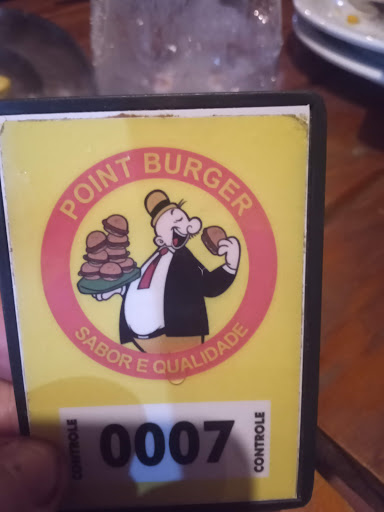 POINT BURGER
SABOR E QUALIDADE
CONTROLE
0007
CONTROLE